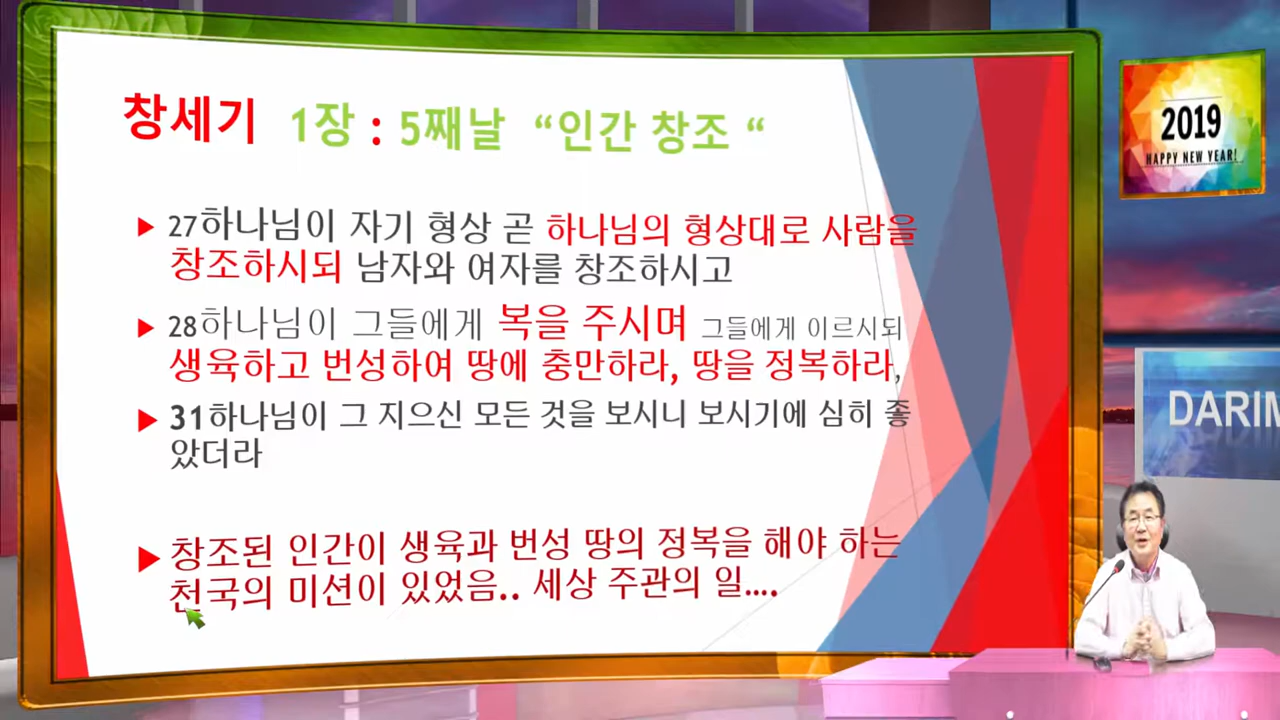 창세기 1장 : 5째날 “인간 창조 “
27하나님이 자기 형상 곧 하나님의 형상대로 사람을
창조하시되 남자와 여자를 창조하시고
28하나님이 그들에게 복을 주시며 그들에게 이르시되
생육하고 번성하여 땅에 충만하라, 땅을 정복하라,
31하나님이 그 지으신 모든 것을 보시니 보시기에 심히 좋
았더라
창조된 인간이 생육과 번성 땅의 정복을 해야 하는
천국의 미션이 있었음.. 세상 주관의 일....
2019
HAPPY NEW YEAR!